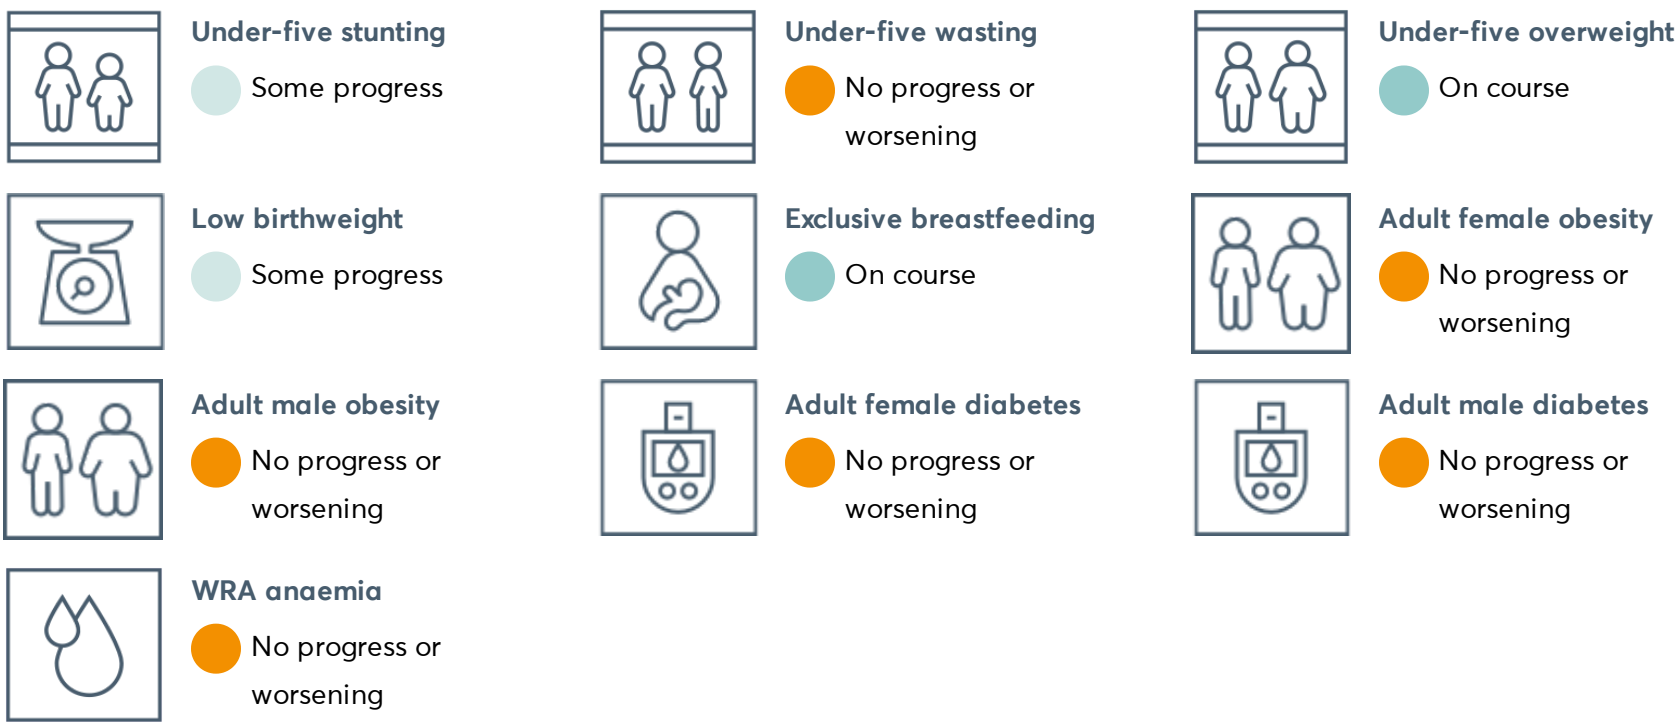 Under-five stunting
Some progress
Under-five wasting
No progress or
worsening
Under-five overweight
On course
Low birthweight
Some progress
Exclusive breastfeeding
On course
Adult female obesity
No progress or
worsening
Adult male obesity
No progress or
worsening
Adult female diabetes
No progress or
worsening
Adult male diabetes
No progress or
worsening
WRA anaemia
No progress or
worsening